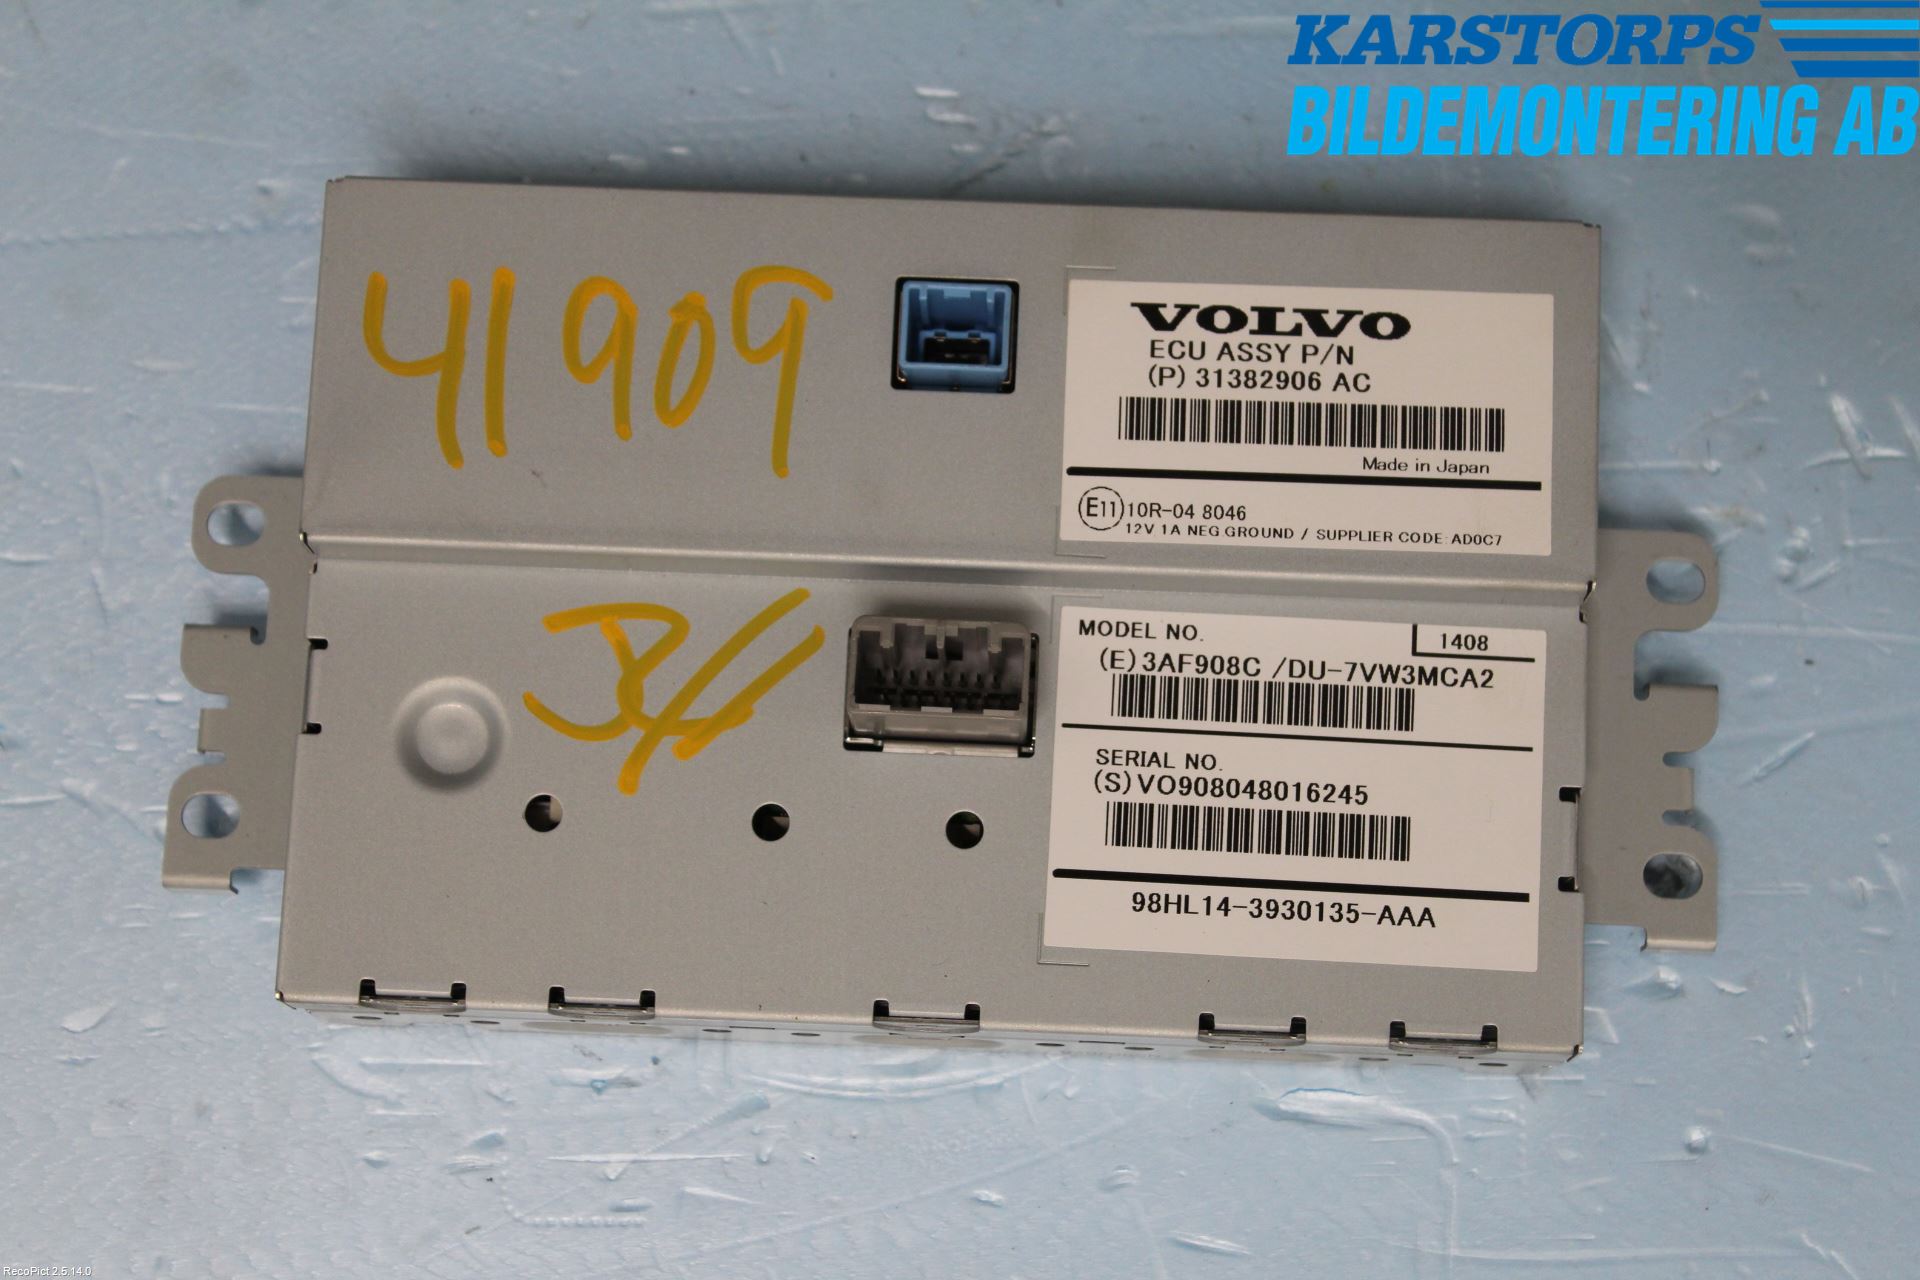 KARSTORPS
BILDEMONTERING AB
41909
VOLVO
ECU ASSY P/N
(P) 31382906 AC
Made in Japan
E11 10R-04 8046
12V 1A NEG GROUND / SUPPLIER CODE: AD0C7
MODEL NO.
1408
(E) 3AF908C /DU-7VW3MCA2
SERIAL NO.
(S) VO908048016245
98HL14-3930135-AAA
RecoPict 2.5.14.0